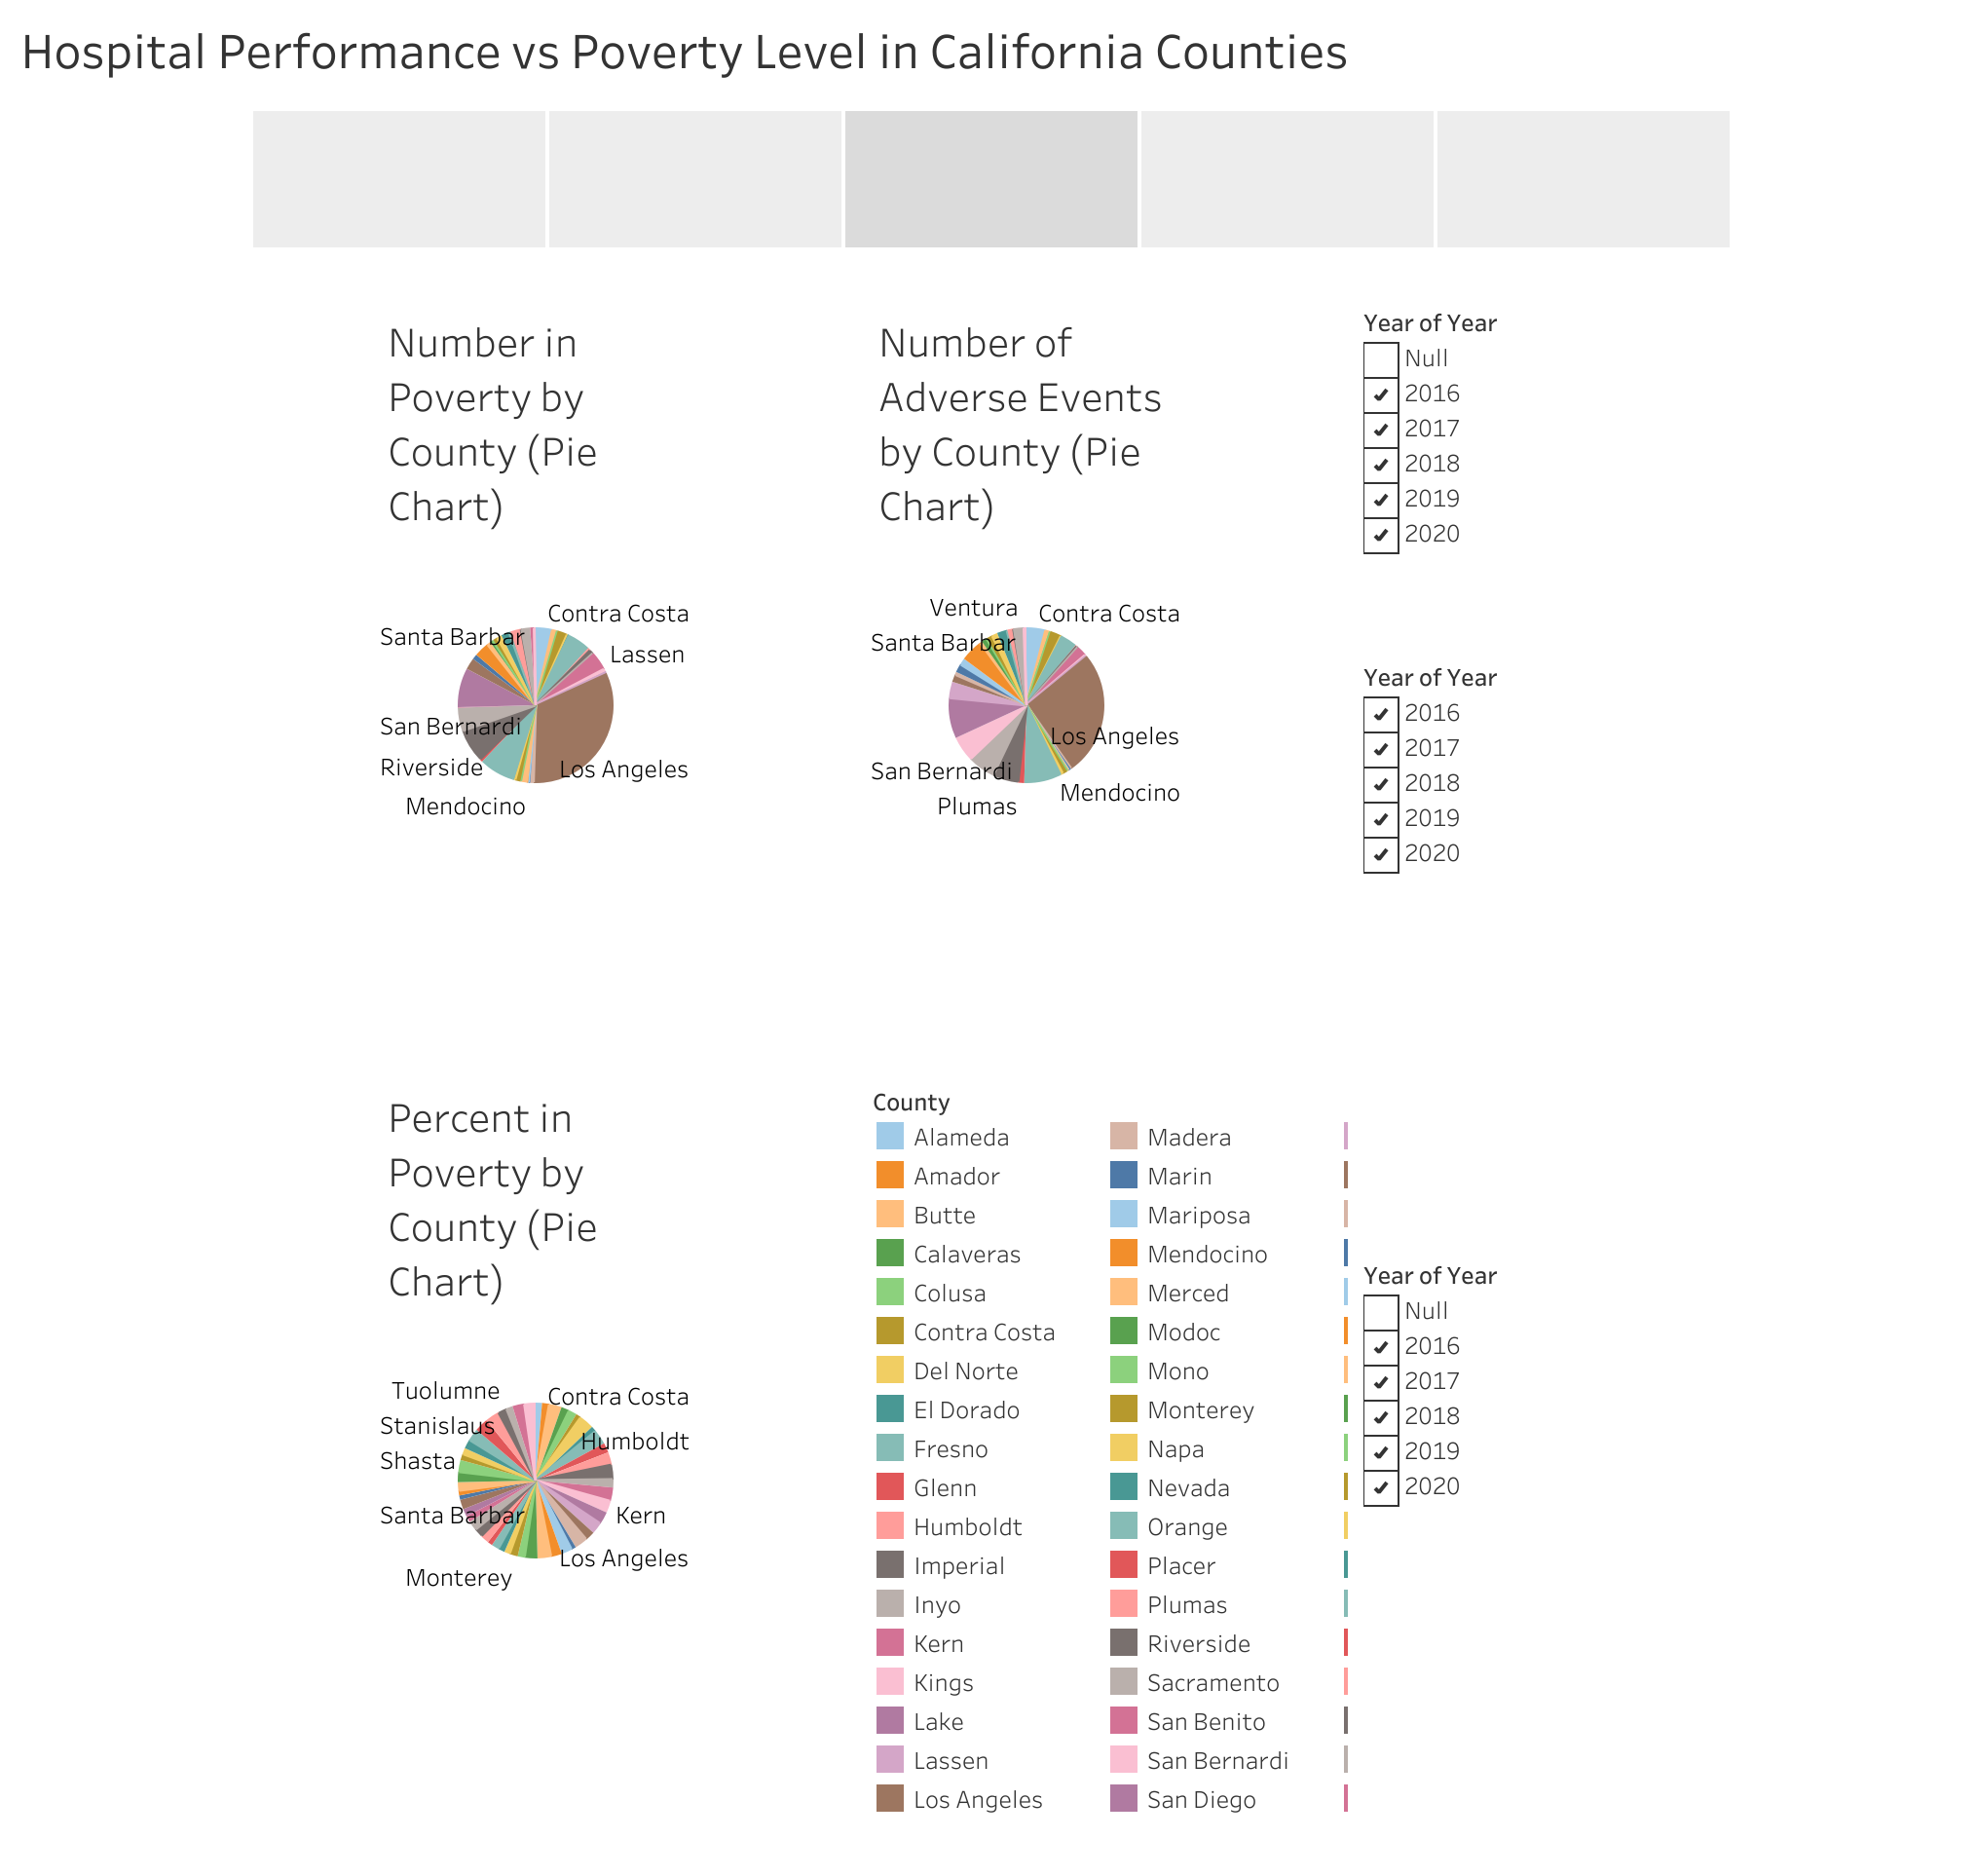 Hospital Performance vs Poverty Level in California Counties
Number in
Poverty by
County (Pie
Chart)
Contra Costa
Santa Barbar
Lassen
San Bernardi
Riverside
Los Angeles
Mendocino
Number of
Adverse Events
by County (Pie
Chart)
Ventura
Contra Costa
Santa Barbar
Los Angeles
San Bernardi
Mendocino
Plumas
Year of Year
Null
2016
2017
2018
2019
2020
Year of Year
2016
2017
2018
2019
2020
Percent in
Poverty by
County (Pie
Chart)
Tuolumne
Contra Costa
Stanislaus
Humboldt
Shasta
Santa Barbar
Kern
Los Angeles
Monterey
County
Alameda
Amador
Butte
Calaveras
Colusa
Contra Costa
Del Norte
El Dorado
Fresno
Glenn
Humboldt
Imperial
Inyo
Kern
Kings
Lake
Lassen
Los Angeles
Madera
Marin
Mariposa
Mendocino
Merced
Modoc
Mono
Monterey
Napa
Nevada
Orange
Placer
Plumas
Riverside
Sacramento
San Benito
San Bernardi
San Diego
Year of Year
Null
2016
2017
2018
2019
2020